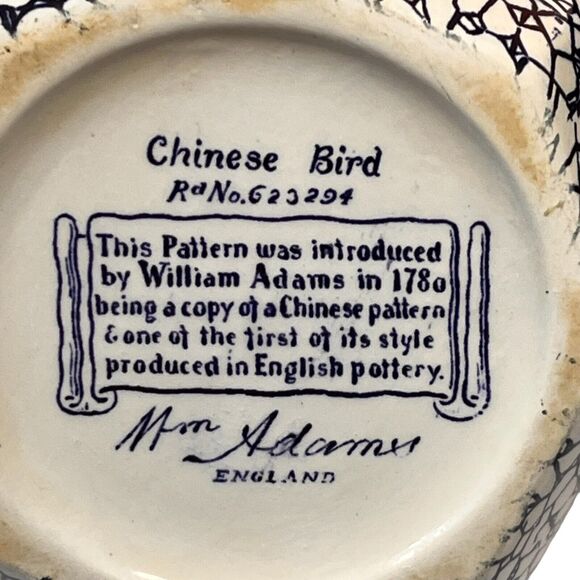 Chinese Bird
Rd No. 623294
This Pattern was introduced
by William Adams in 1780
being a copy of a Chinese pattern
& one of the first of its style
produced in English pottery.
Wm Adams
ENGLAND